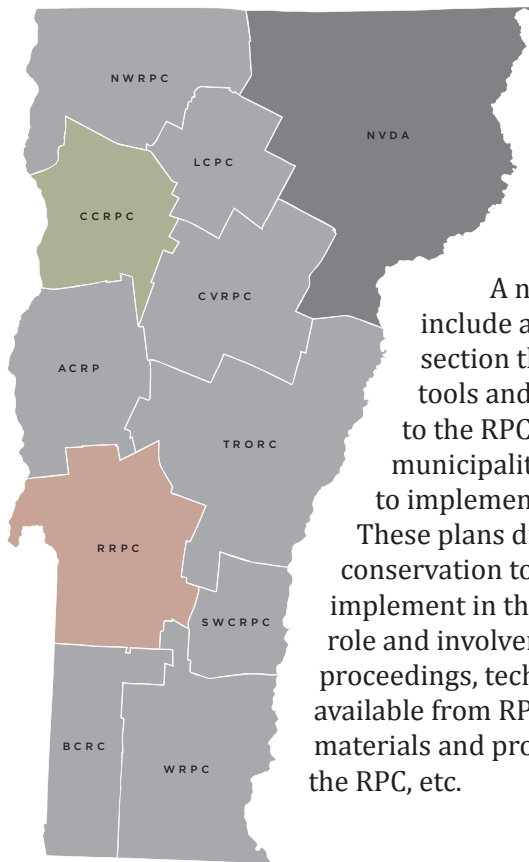 NWRPC
NVDA
LCPC
CCRPC
CVRPC
ACRP
TRORC
RRPC
SWCRPC
BCRC
WRPC
A n
include a
section th
tools and
to the RPC
municipalit
to implemen
These plans d
conservation to
implement in th
role and involve
proceedings, tech
available from RP
materials and pro
the RPC, etc.